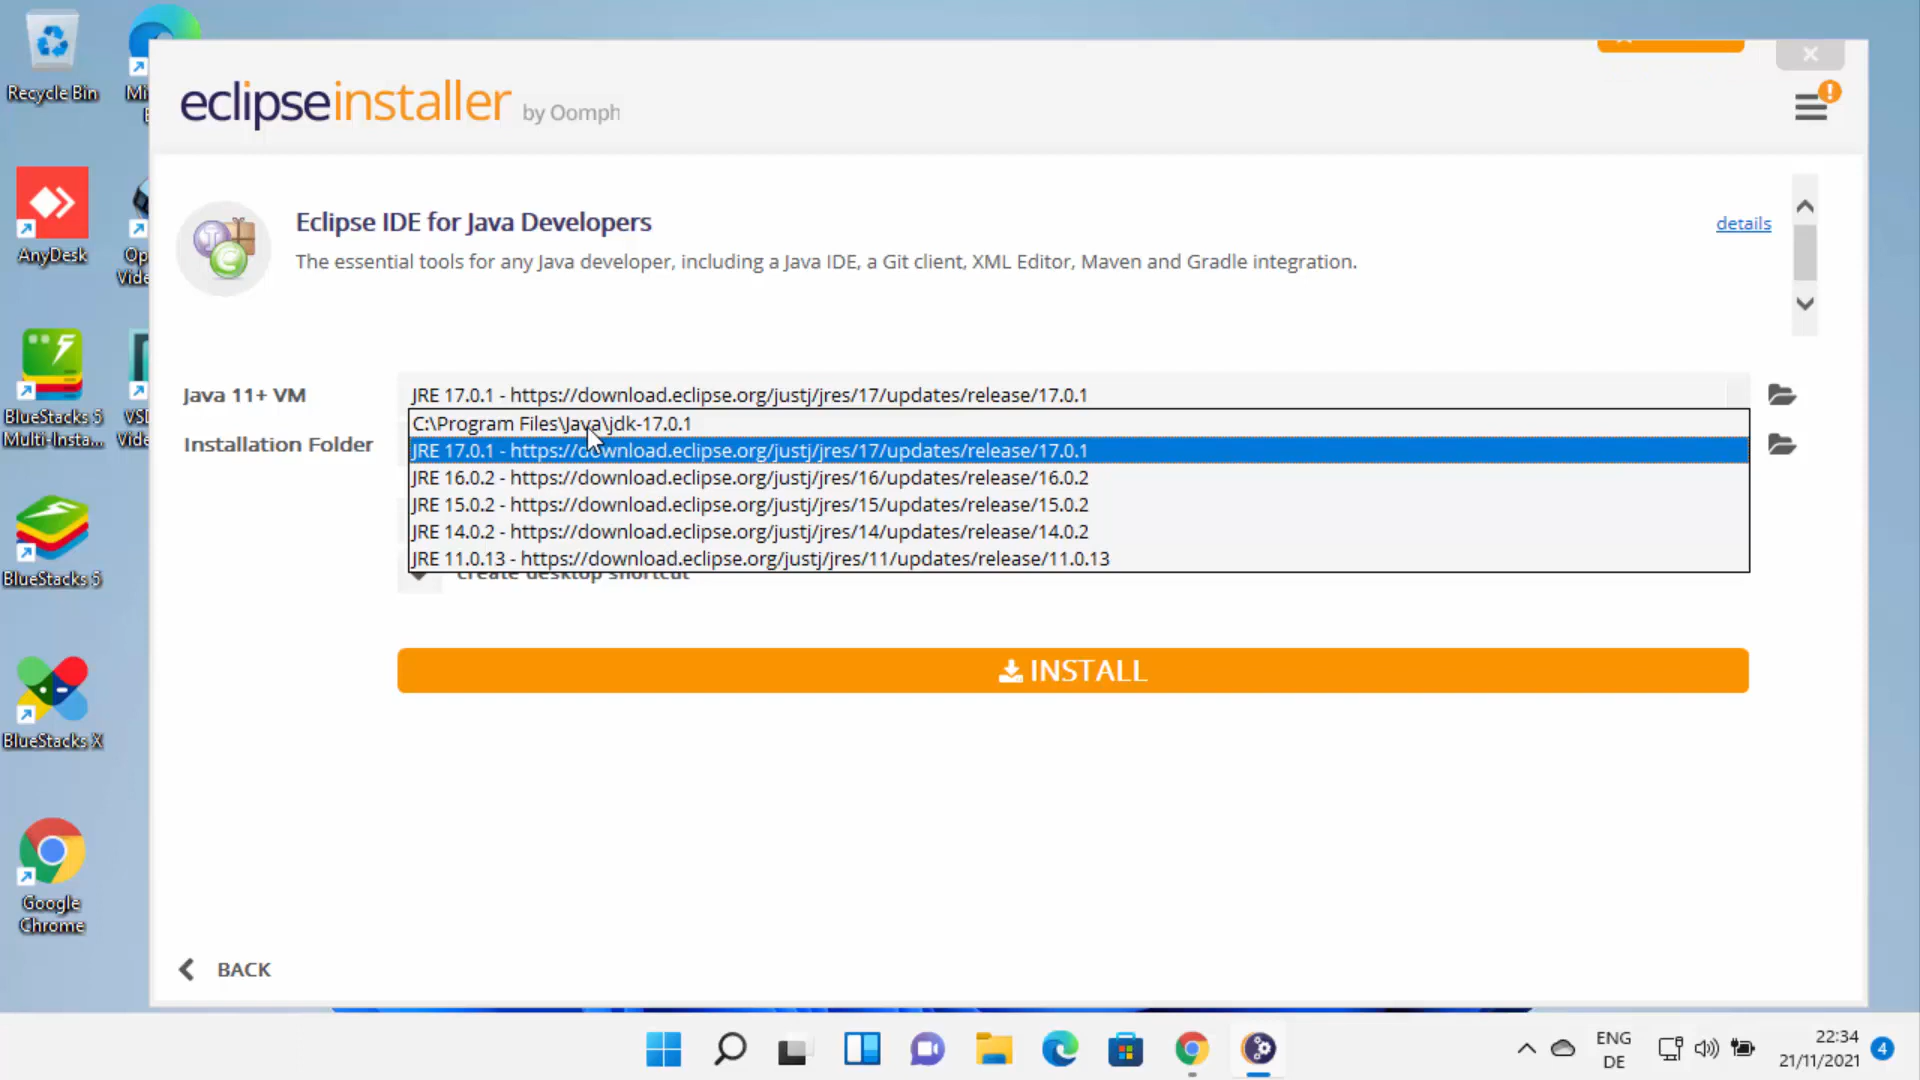 Recycle Bin
Mi
E
AnyDesk
Op
Vide
BlueStacks 5
Multi-Insta...
VSD
Vide
BlueStacks 5
BlueStacks X
Google
Chrome
eclipseinstaller by Oomph
Eclipse IDE for Java Developers
details
The essential tools for any Java developer, including a Java IDE, a Git client, XML Editor, Maven and Gradle integration.
Java 11+ VM
JRE 17.0.1 - https://download.eclipse.org/justj/jres/17/updates/release/17.0.1
Installation Folder
C:\Program Files\Java\jdk-17.0.1
JRE 17.0.1 - https://download.eclipse.org/justj/jres/17/updates/release/17.0.1
JRE 16.0.2 - https://download.eclipse.org/justj/jres/16/updates/release/16.0.2
JRE 15.0.2 - https://download.eclipse.org/justj/jres/15/updates/release/15.0.2
JRE 14.0.2 - https://download.eclipse.org/justj/jres/14/updates/release/14.0.2
JRE 11.0.13 - https://download.eclipse.org/justj/jres/11/updates/release/11.0.13
create desktop shortcut
INSTALL
BACK
ENG
DE
22:34
21/11/2021
4